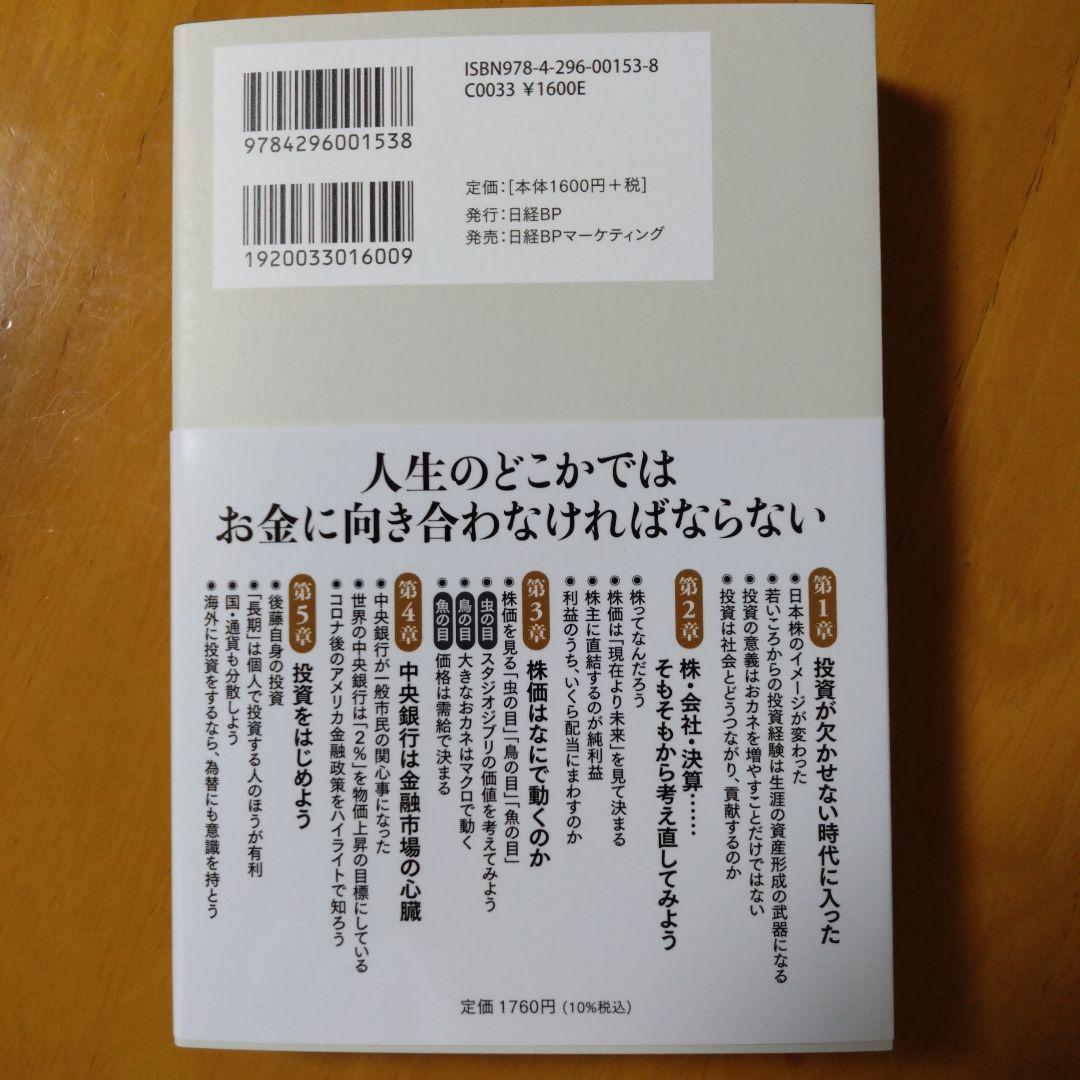 ISBN978-4-296-00153-8
C0033 ¥1600E
9784296001538
定価:[本体1600円+税]
発行:日経BP
発売:日経BPマーケティング
1920033016009
人生のどこかでは
お金に向き合わなければならない
第1章 投資が欠かせない時代に入った
●日本株のイメージが変わった
●若いころからの投資経験は生涯の資産形成の武器になる
●投資の意義はおカネを増やすことだけではない
●投資は社会とどうつながり、貢献するのか
第2章 株・会社・決算……
そもそもから考え直してみよう
●株ってなんだろう
●株価は「現在より未来」を見て決まる
●株主に直結するのが純利益
●利益のうち、いくら配当にまわすのか
第3章 株価はなにで動くのか
●株価を見る「虫の目」「鳥の目」「魚の目」
●虫の目 スタジオジブリの価値を考えてみよう
●鳥の目 大きなおカネはマクロで動く
●魚の目 価格は需給で決まる
第4章 中央銀行は金融市場の心臓
●中央銀行が一般市民の関心事になった
●世界の中央銀行は「2%」を物価上昇の目標にしている
●コロナ後のアメリカ金融政策をハイライトで知ろう
第5章 投資をはじめよう
●後藤自身の投資
●「長期」は個人で投資する人のほうが有利
●国・通貨も分散しよう
●海外に投資をするなら、為替にも意識を持とう
定価1760円(10%税込)